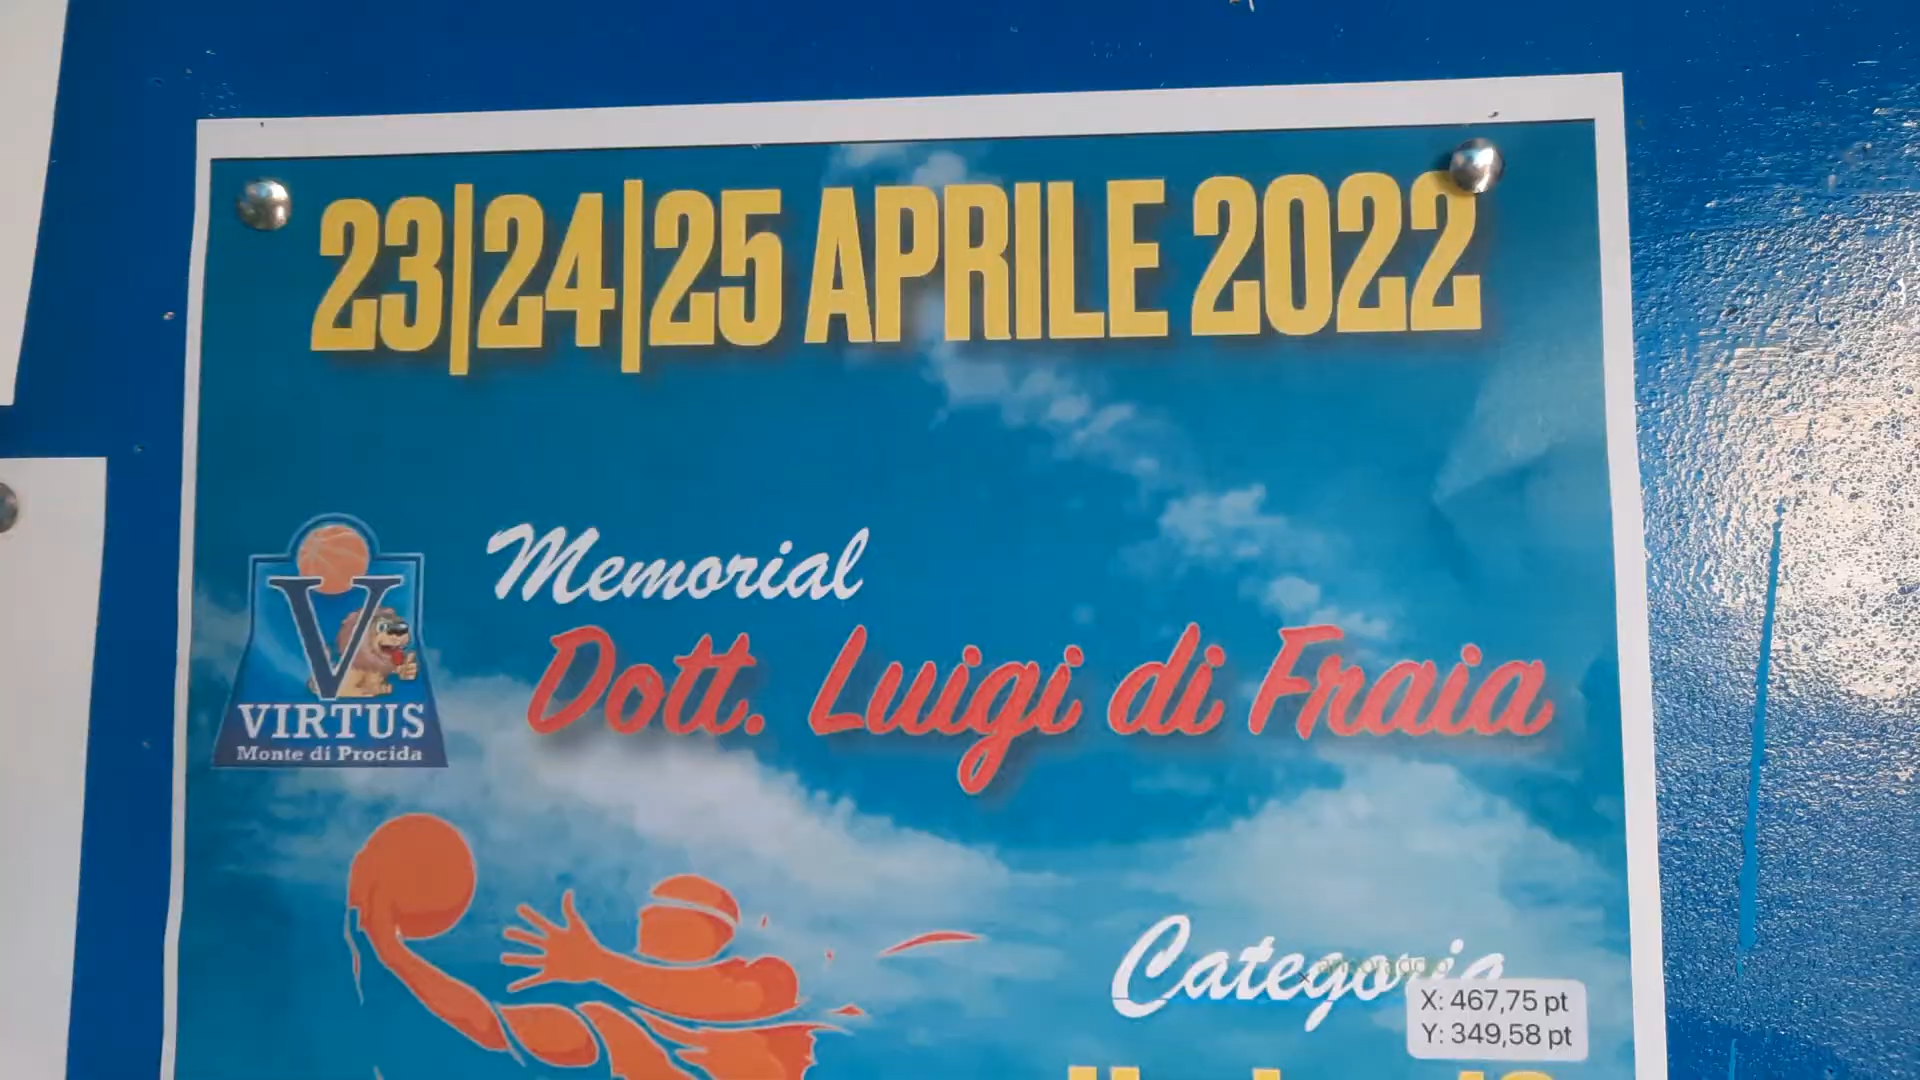 23|24|25 APRILE 2022
Memorial
Dott. Luigi di Fraia
V
VIRTUS
Monte di Procida
Categoria
X: 467,75 pt
Y: 349,58 pt